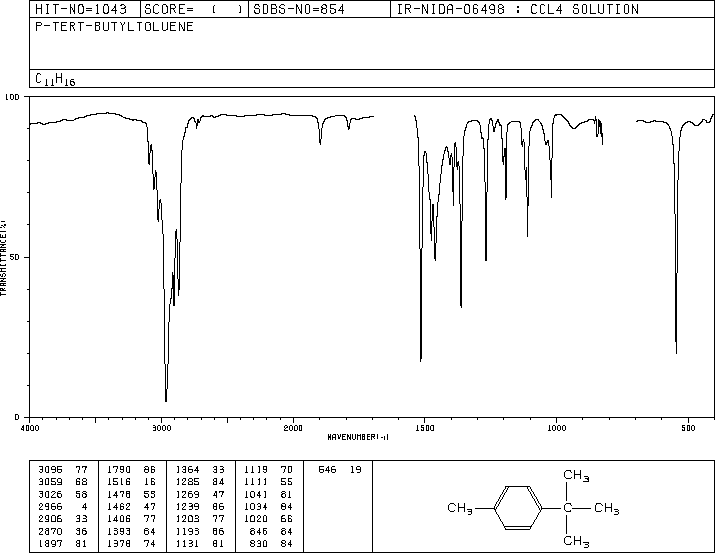 HIT-NO=1043 SCORE= ( ) SDBS-NO=854 IR-NIDA-06498 : CCL4 SOLUTION
P-TERT-BUTYLTOLUENE
C11H16
100
50
0
TRANSMITTANCE(%)
4000 3000 2000 1500 1000 500
WAVENUMBER(-1)
3095 77 1790 86 1364 33 1119 70 546 19
3059 68 1516 16 1285 84 1111 55
3026 58 1478 53 1269 47 1041 81
2966 4 1462 47 1239 86 1034 84
2906 33 1406 77 1203 77 1020 66
2870 36 1393 64 1193 86 846 84
1897 81 1378 74 1131 81 830 84
CH3
CH3 C CH3
CH3